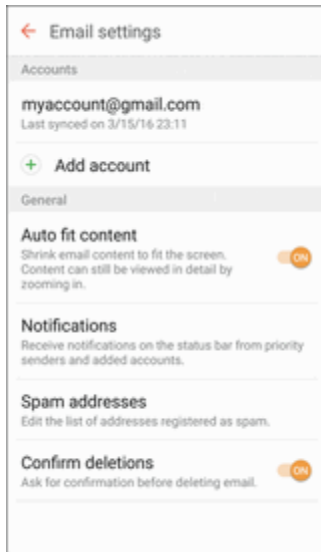 Email settings
Accounts
myaccount@gmail.com
Last synced on 3/15/16 23:11
Add account
General
Auto fit content
Shrink email content to fit the screen.
Content can still be viewed in detail by
zooming in.
ON
Notifications
Receive notifications on the status bar from priority
senders and added accounts.
Spam addresses
Edit the list of addresses registered as spam.
Confirm deletions
Ask for confirmation before deleting email.
ON